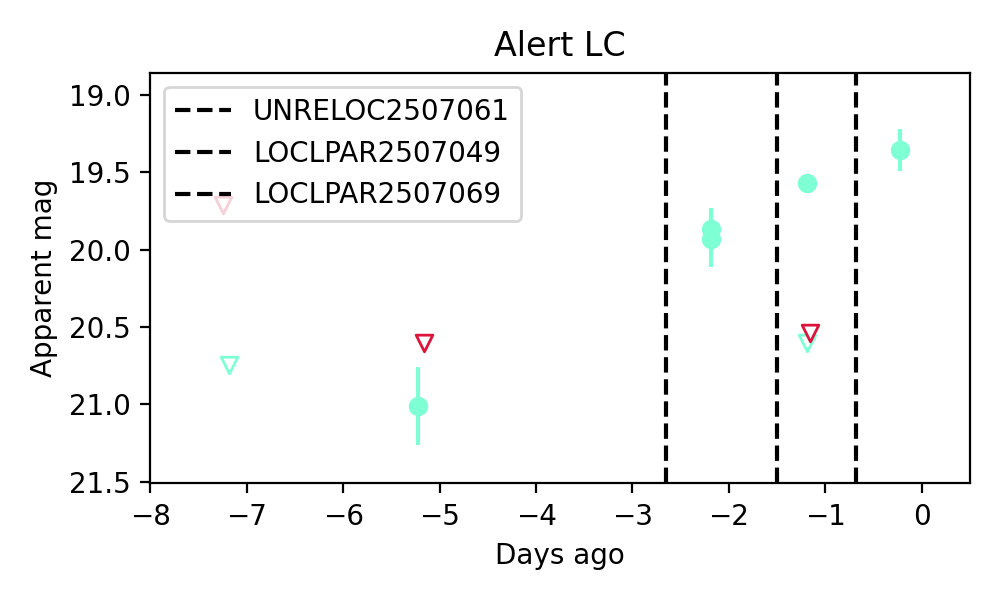 Alert LC
UNRELOC2507061
LOCLPAR2507049
LOCLPAR2507069
Apparent mag
19.0
19.5
20.0
20.5
21.0
21.5
−8
−7
−6
−5
−4
−3
−2
−1
0
Days ago